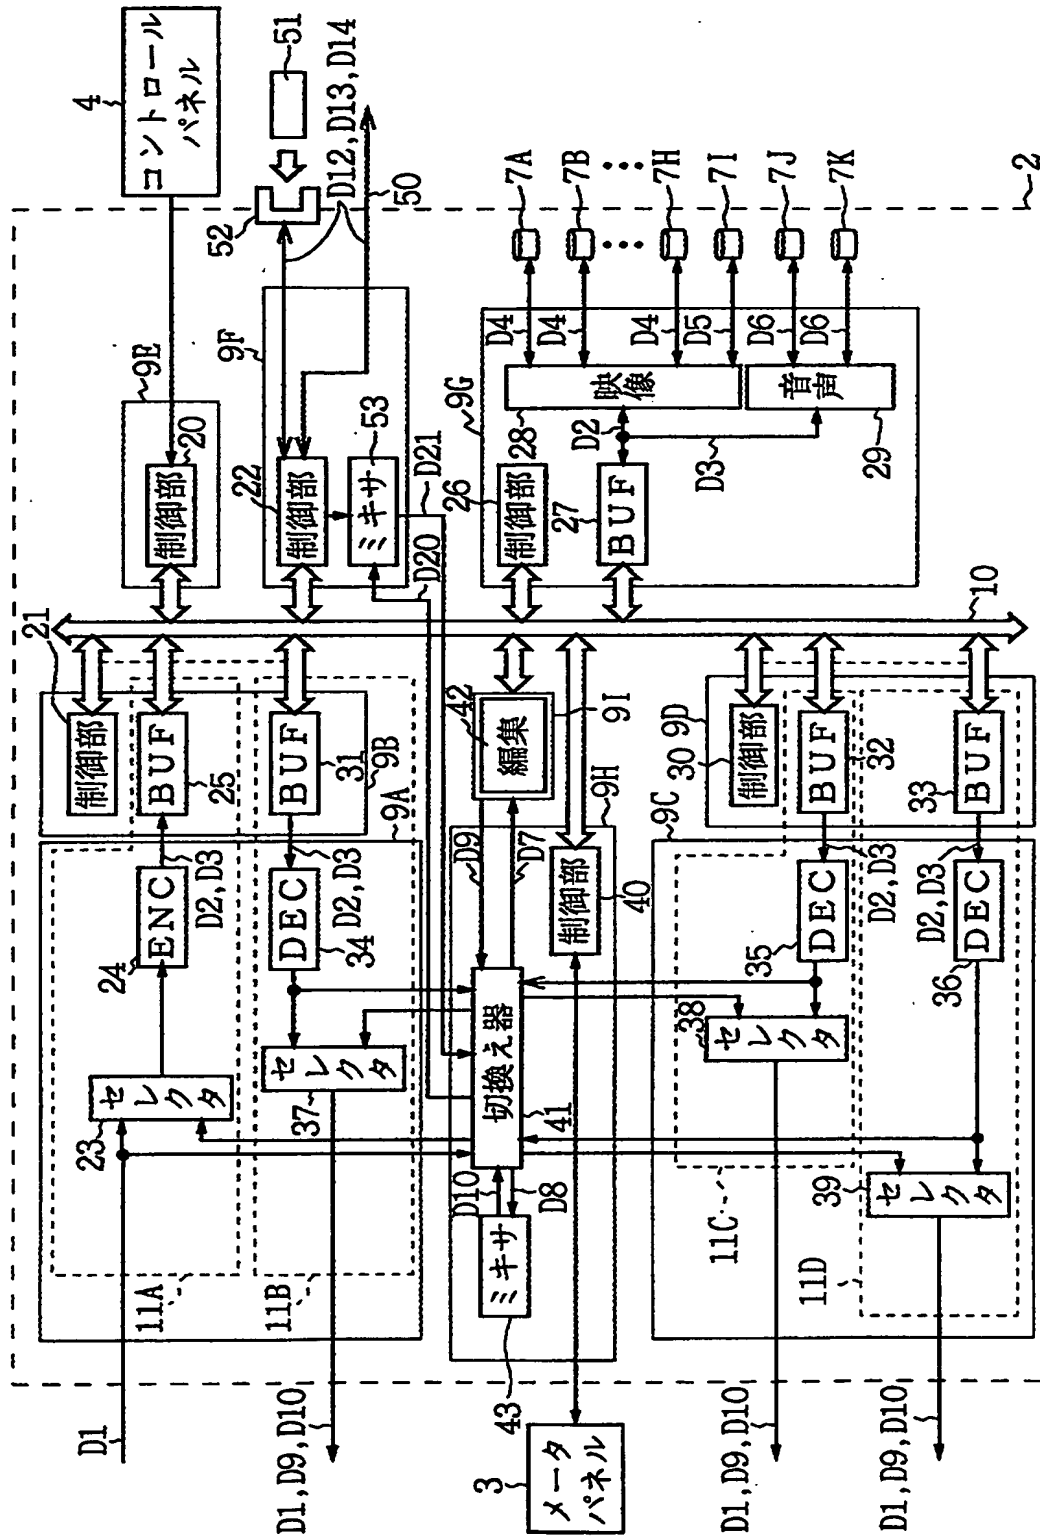 4
コントロール
パネル
51
52
D12,D13,D14
50
7A
7B
7H
7I
7J
7K
2
9E
20
制御部
9F
22
制御部
53
ミキサ
D21
D20
9G
26
制御部
28
映像
D2
27
BUF
D3
音声
29
D4
D4
D4
D5
D6
D6
10
21
制御部
BUF
25
BUF
31
9B
9A
42
編集
9I
9H
30
制御部
9D
BUF
32
33
BUF
9C
24
ENC
D2,D3
DEC
D2,D3
34
D9
D7
制御部
40
35
DEC
D2,D3
D2,D3
DEC
36
23
セレクタ
セレクタ
37
切換え器
41
38
セレクタ
39
セレクタ
D10
D8
ミキサ
43
11A
11B
11C
11D
D1
D1,D9,D10
3
メータ
パネル
D1,D9,D10
D1,D9,D10